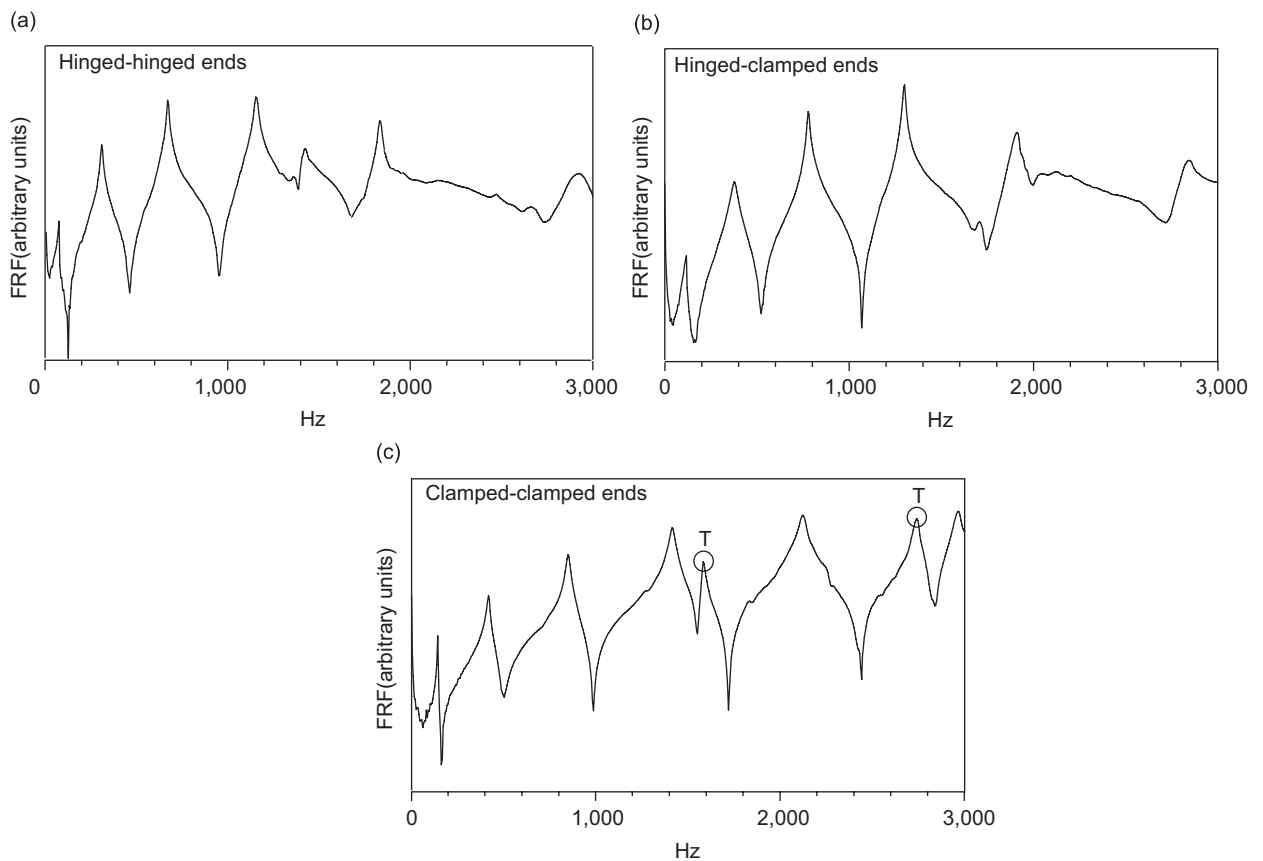 (a)
Hinged-hinged ends
FRF(arbitrary units)
0 1,000 2,000 3,000
Hz
(b)
Hinged-clamped ends
FRF(arbitrary units)
0 1,000 2,000 3,000
Hz
(c)
Clamped-clamped ends
T
T
FRF(arbitrary units)
0 1,000 2,000 3,000
Hz